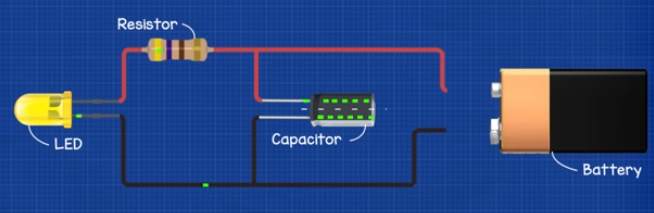 Resistor
LED
Capacitor
Battery